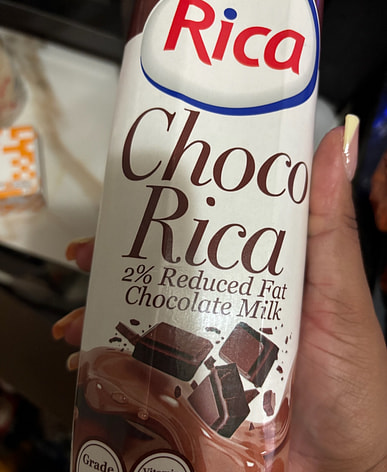 Rica
Choco
Rica
2% Reduced Fat
Chocolate Milk
Grade